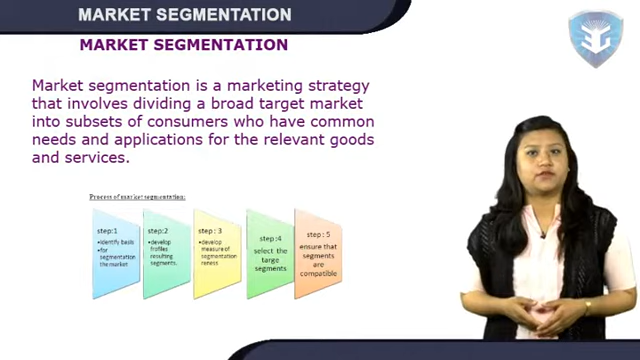 MARKET SEGMENTATION
MARKET SEGMENTATION
Market segmentation is a marketing strategy
that involves dividing a broad target market
into subsets of consumers who have common
needs and applications for the relevant goods
and services.
Process of market segmentation:
step:1
•identify basis
•for
segmentation
the market
step:2
•develop
profiles
resulting
segments.
step: 3
•develop
measure of
segmentation
reness
step:4
select the
targe
segments
step: 5
ensure that
segments
are
compatible